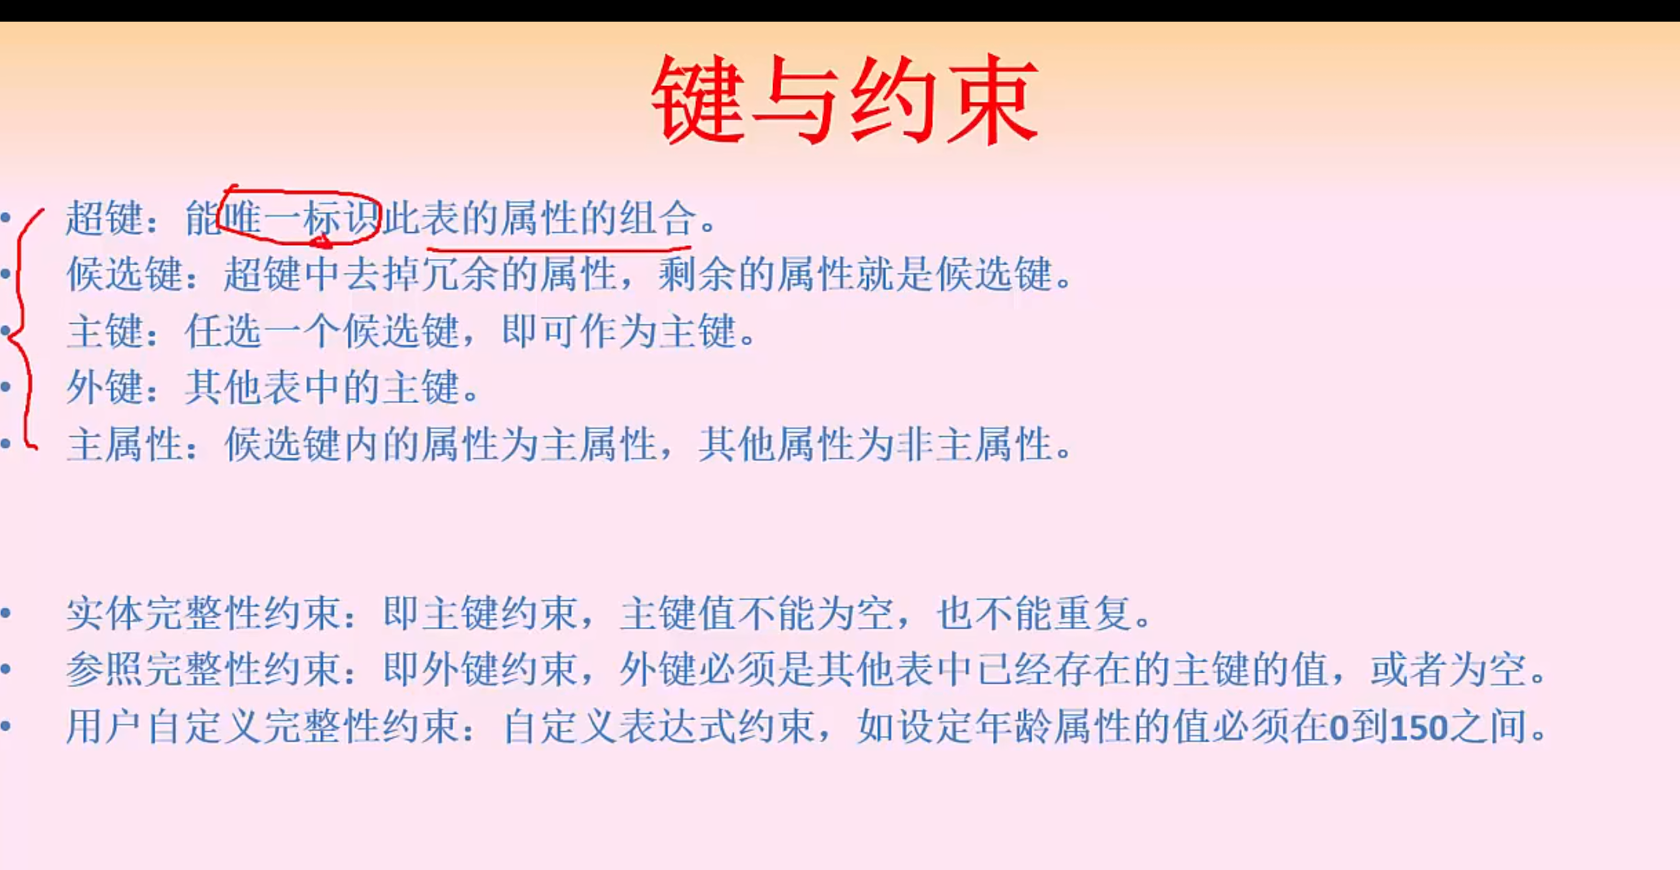 键与约束
• 超键：能唯一标识此表的属性的组合。
• 候选键：超键中去掉冗余的属性，剩余的属性就是候选键。
• 主键：任选一个候选键，即可作为主键。
• 外键：其他表中的主键。
• 主属性：候选键内的属性为主属性，其他属性为非主属性。
• 实体完整性约束：即主键约束，主键值不能为空，也不能重复。
• 参照完整性约束：即外键约束，外键必须是其他表中已经存在的主键的值，或者为空。
• 用户自定义完整性约束：自定义表达式约束，如设定年龄属性的值必须在0到150之间。